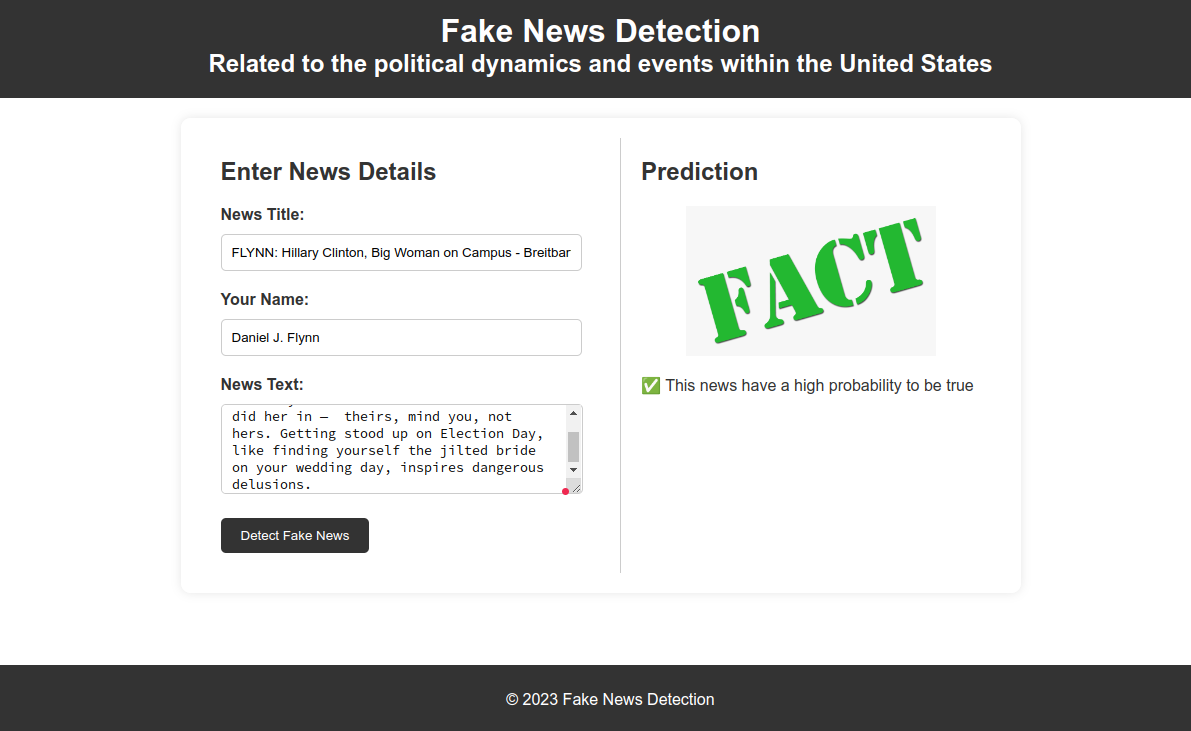 Fake News Detection
Related to the political dynamics and events within the United States
Enter News Details
News Title:
FLYNN: Hillary Clinton, Big Woman on Campus - Breitbar
Your Name:
Daniel J. Flynn
News Text:
did her in — theirs, mind you, not
hers. Getting stood up on Election Day,
like finding yourself the jilted bride
on your wedding day, inspires dangerous
delusions.
Detect Fake News
Prediction
FACT
✅ This news have a high probability to be true
© 2023 Fake News Detection